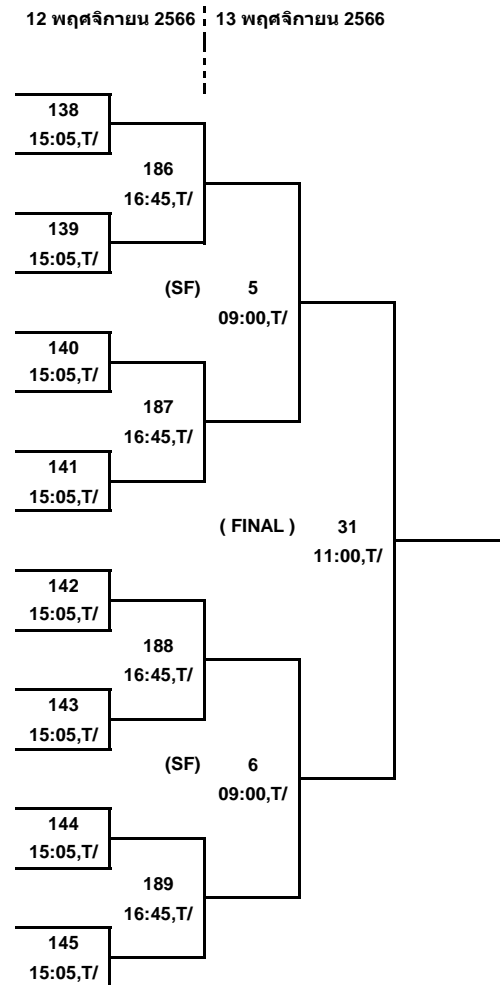 12 พฤศจิกายน 2566 13 พฤศจิกายน 2566
138
15:05,T/
186
16:45,T/
139
15:05,T/
(SF) 5
09:00,T/
140
15:05,T/
187
16:45,T/
141
15:05,T/
( FINAL ) 31
11:00,T/
142
15:05,T/
188
16:45,T/
143
15:05,T/
(SF) 6
09:00,T/
144
15:05,T/
189
16:45,T/
145
15:05,T/